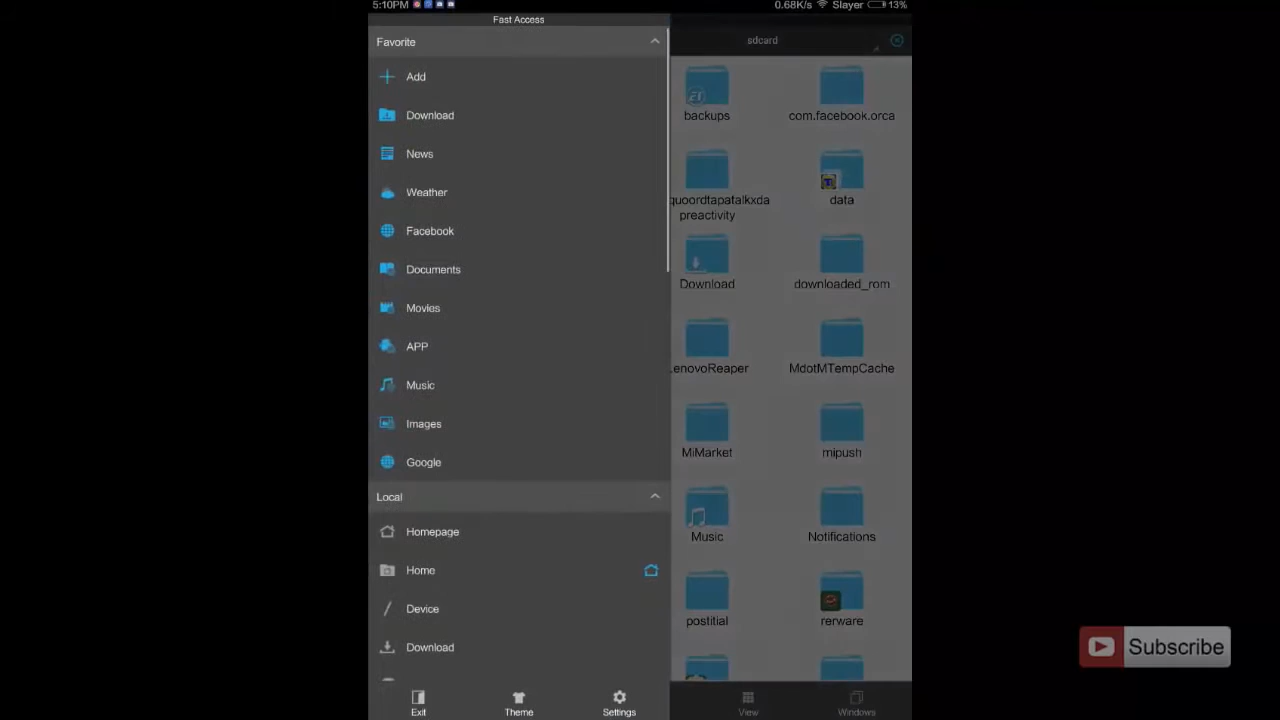 5:10PM
0.68K/s Slayer 13%
Fast Access
Favorite
Add
Download
News
Weather
Facebook
Documents
Movies
APP
Music
Images
Google
Local
Homepage
Home
Device
Download
Exit
Theme
Settings
sdcard
backups
com.facebook.orca
quoordtapatalkxda
preactivity
data
Download
downloaded_rom
LenovoReaper
MdotMTempCache
MiMarket
mipush
Music
Notifications
postitial
rerware
View
Windows
Subscribe